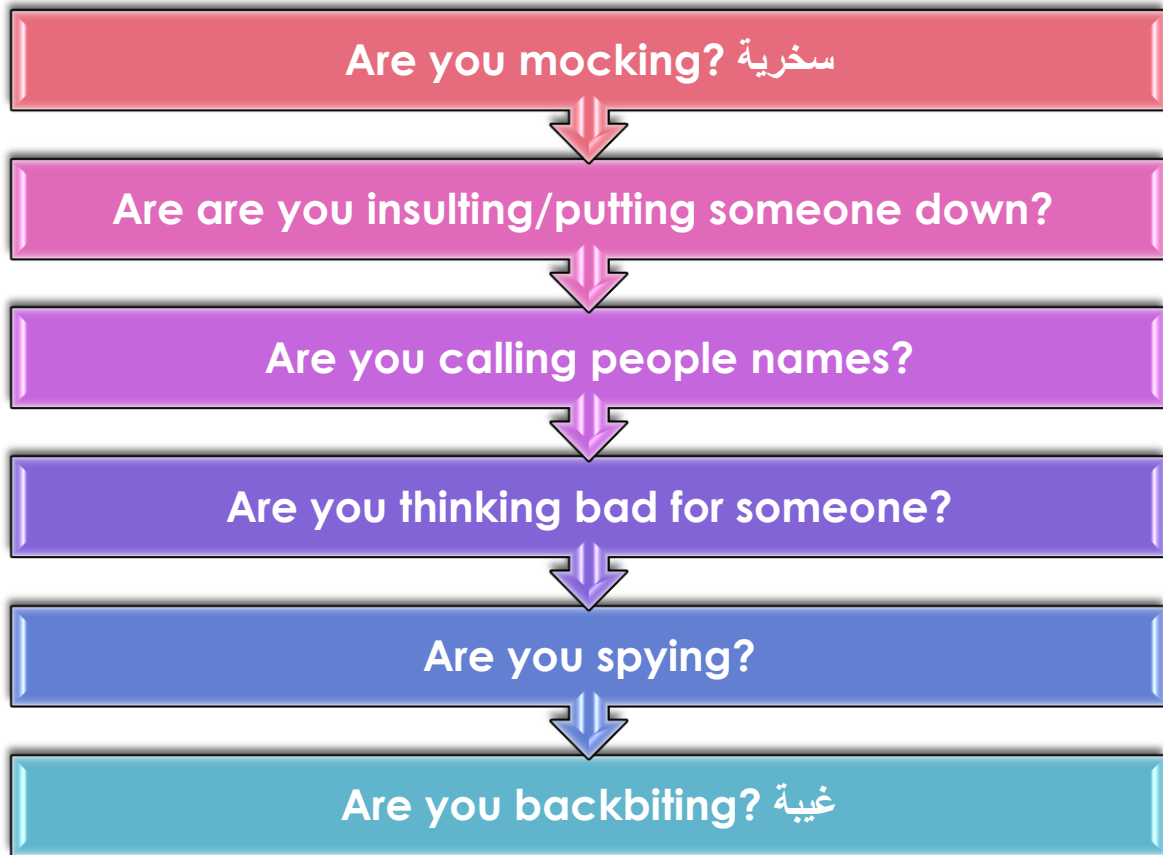 Are you mocking? سخرية
Are are you insulting/putting someone down?
Are you calling people names?
Are you thinking bad for someone?
Are you spying?
Are you backbiting? غيبة